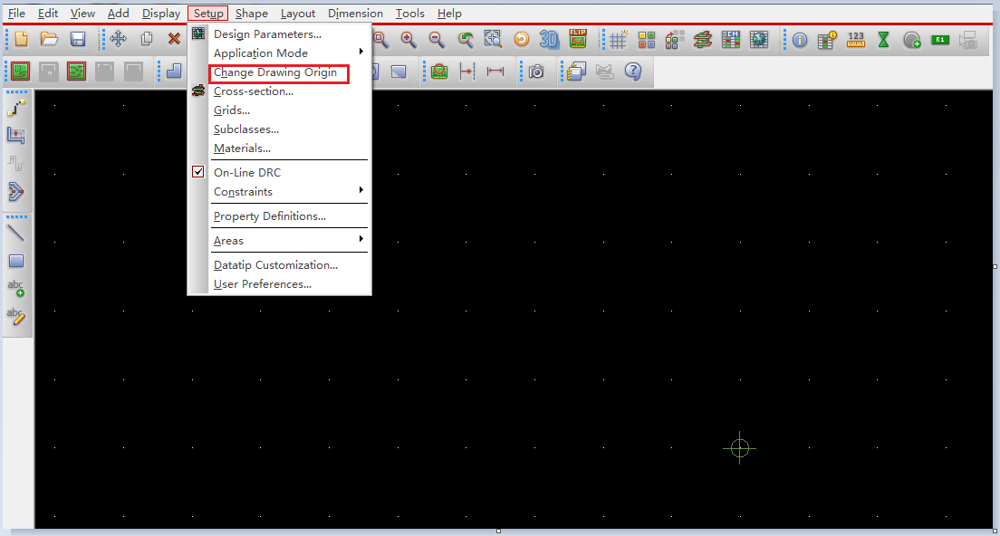 File Edit View Add Display Setup Shape Layout Dimension Tools Help
Design Parameters...
Application Mode
Change Drawing Origin
Cross-section...
Grids...
Subclasses...
Materials...
On-Line DRC
Constraints
Property Definitions...
Areas
Datatip Customization...
User Preferences...
3D
FLIP
CM
123
R1
abc
abc